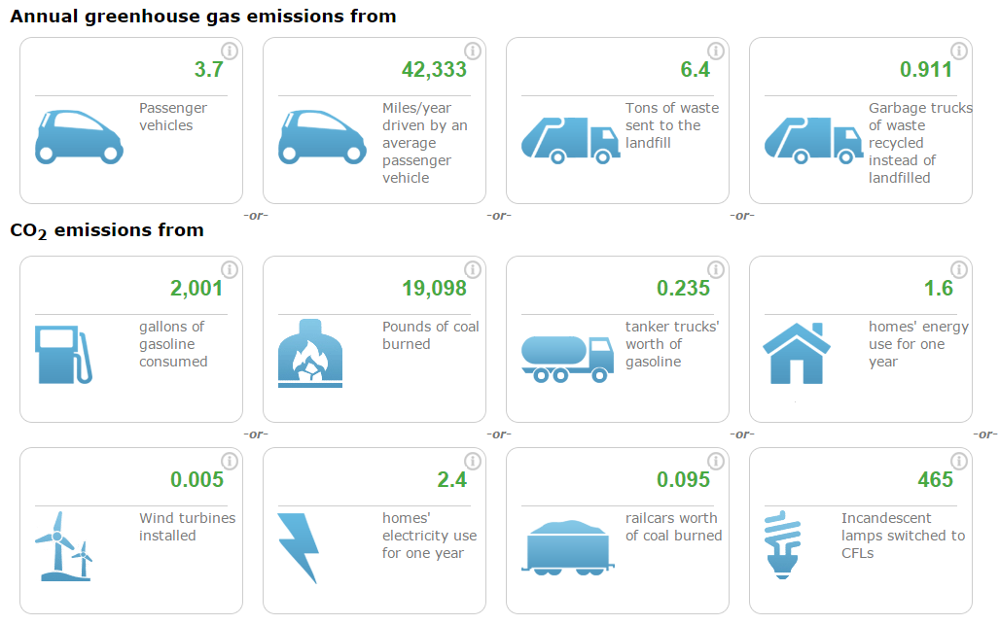 Annual greenhouse gas emissions from
3.7
Passenger
vehicles
42,333
Miles/year
driven by an
average
passenger
vehicle
6.4
Tons of waste
sent to the
landfill
0.911
Garbage trucks
of waste
recycled
instead of
landfilled
-or-
-or-
-or-
CO2 emissions from
2,001
gallons of
gasoline
consumed
19,098
Pounds of coal
burned
0.235
tanker trucks'
worth of
gasoline
1.6
homes' energy
use for one
year
-or-
-or-
-or-
-or-
0.005
Wind turbines
installed
2.4
homes'
electricity use
for one year
0.095
railcars worth
of coal burned
465
Incandescent
lamps switched to
CFLs